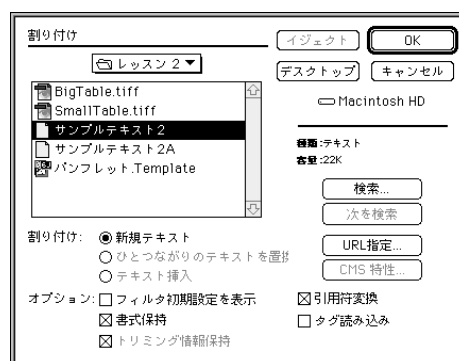 割り付け
イジェクト
OK
レッスン 2
デスクトップ
キャンセル
BigTable.tiff
SmallTable.tiff
サンプルテキスト2
サンプルテキスト2A
パンフレット.Template
Macintosh HD
種類:テキスト
容量:22K
検索...
次を検索
割り付け:
新規テキスト
ひとつながりのテキストを置換
テキスト挿入
URL指定...
CMS 特性...
オプション:
フィルタ初期設定を表示
引用符変換
書式保持
タグ読み込み
トリミング情報保持